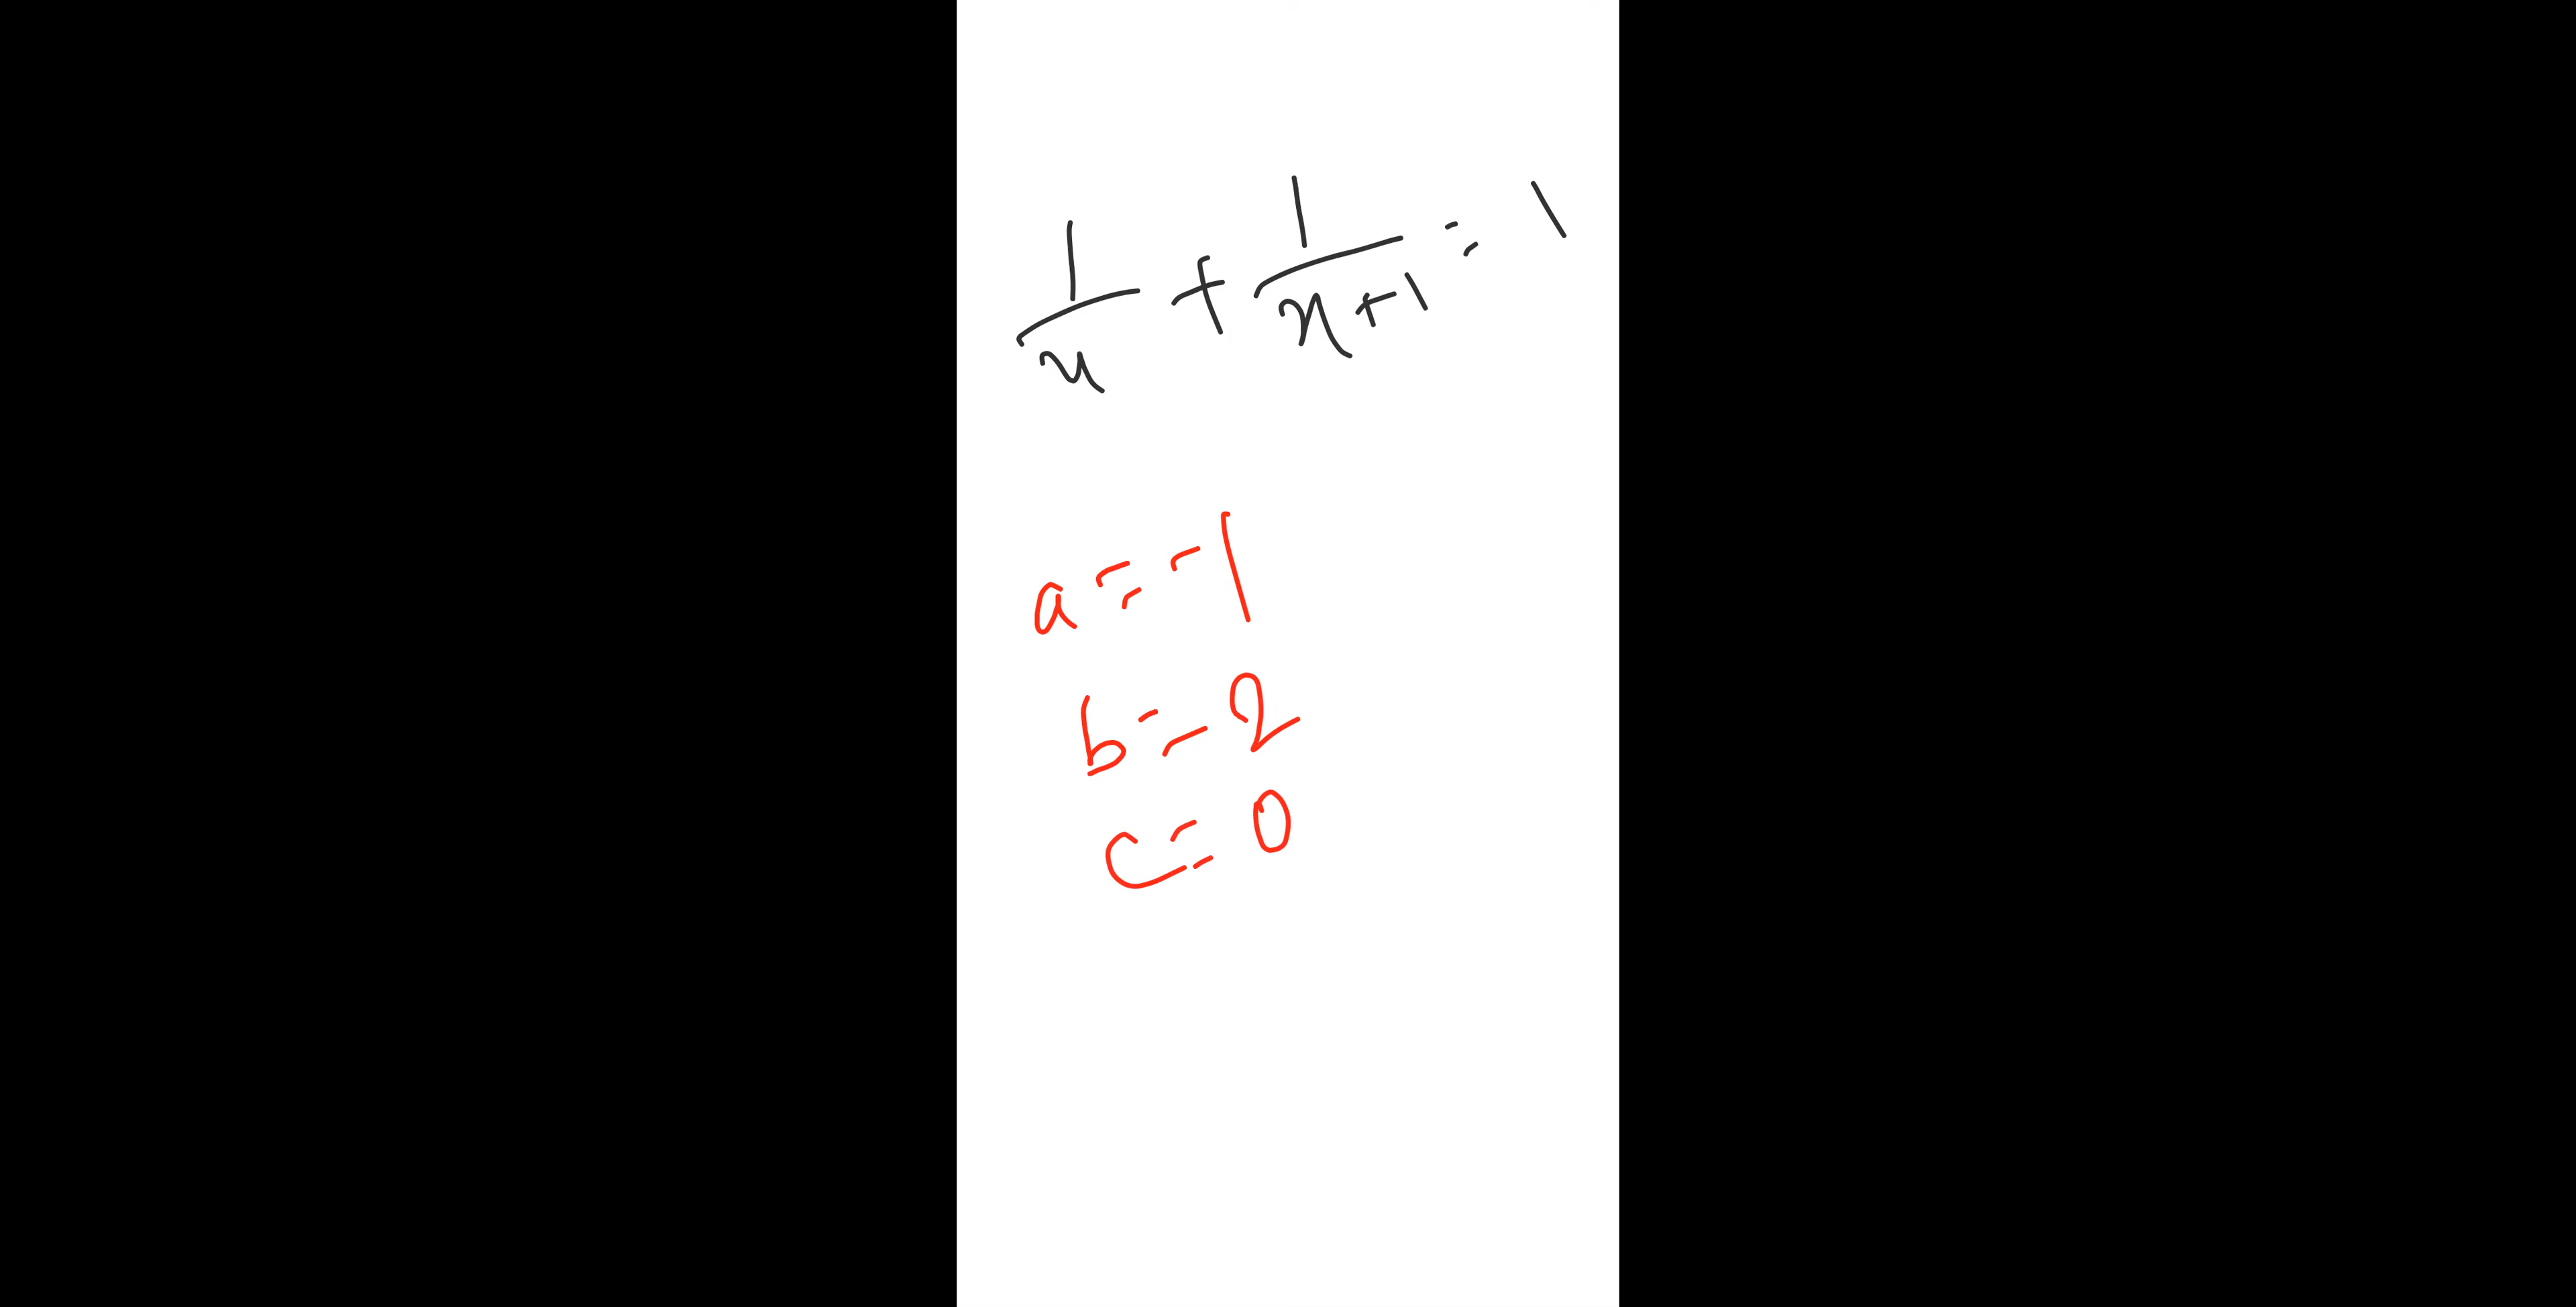 1/x + 1/(x+1) = 1
a = -1
b = 2
c = 0